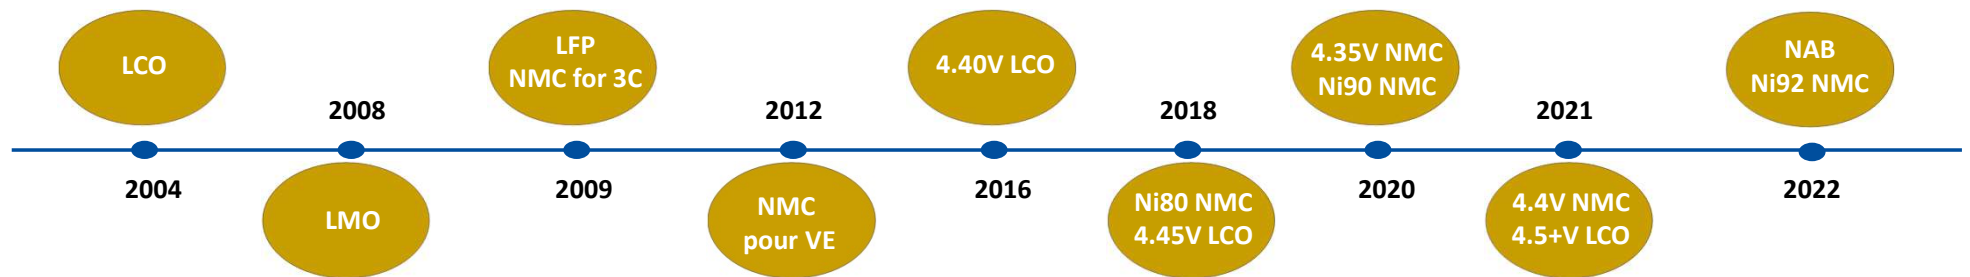 LCO
2004
2008
LMO
LFP
NMC for 3C
2009
2012
NMC
pour VE
4.40V LCO
2016
2018
Ni80 NMC
4.45V LCO
4.35V NMC
Ni90 NMC
2020
2021
4.4V NMC
4.5+V LCO
NAB
Ni92 NMC
2022